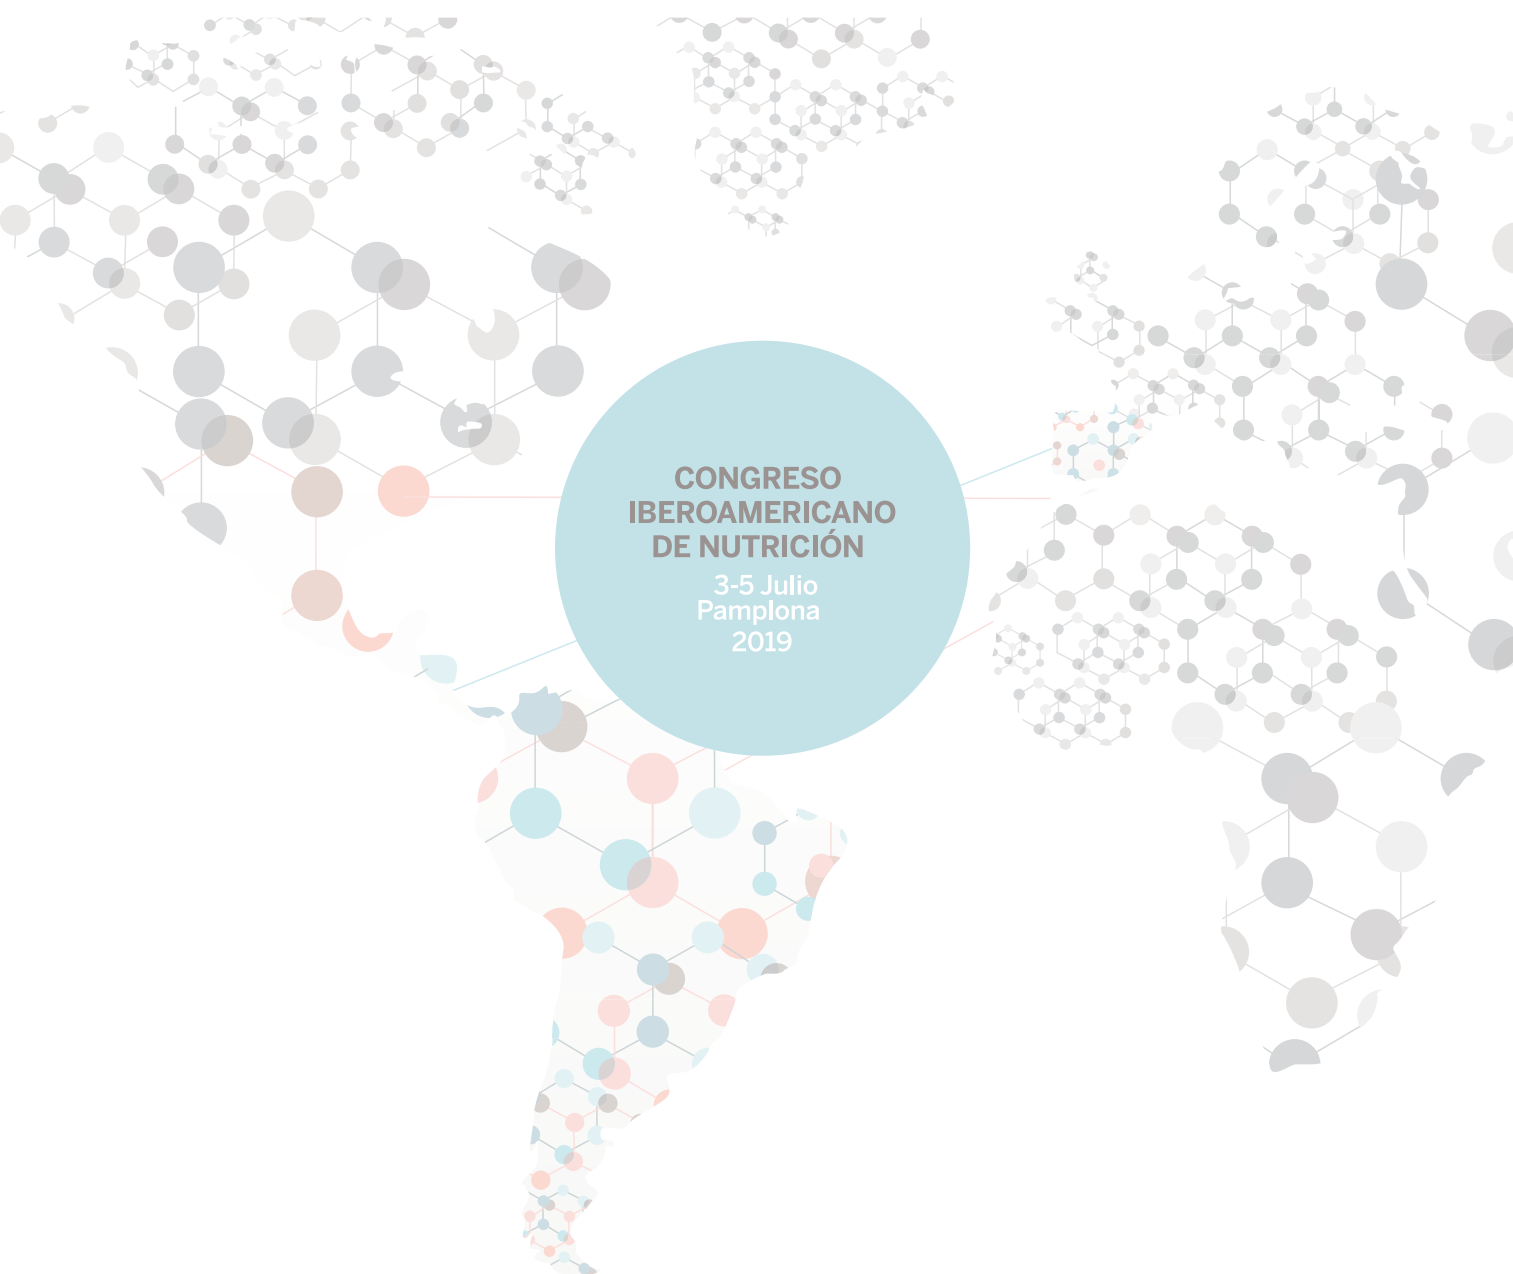 CONGRESO
IBEROAMERICANO
DE NUTRICIÓN
3-5 Julio
Pamplona
2019